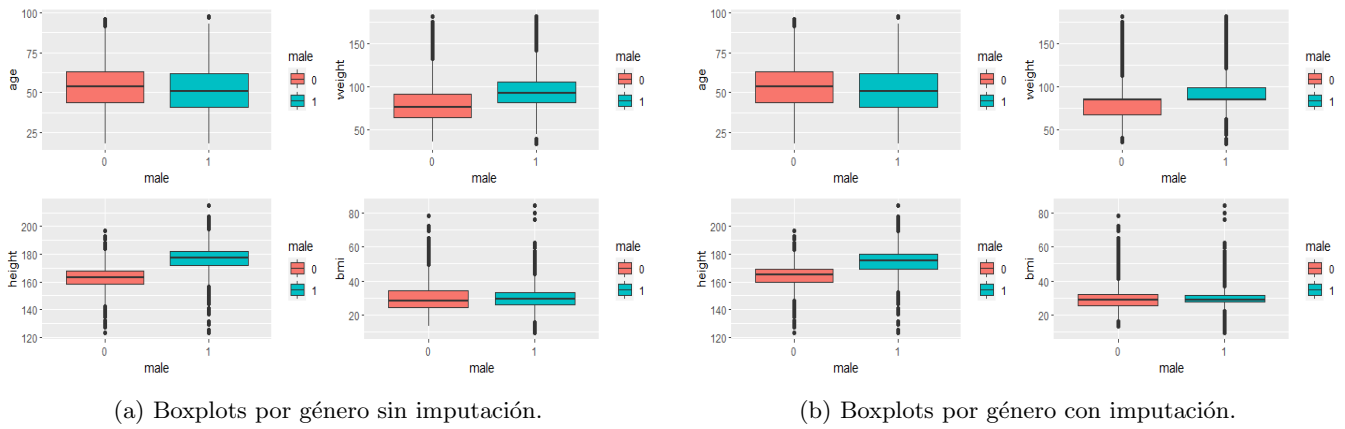 age
100
75
50
25
0
1
male
male
0
1
weight
150
100
50
0
1
male
male
0
1
height
200
180
160
140
120
0
1
male
male
0
1
bmi
80
60
40
20
0
1
male
male
0
1
(a) Boxplots por género sin imputación.
age
100
75
50
25
0
1
male
male
0
1
weight
150
100
50
0
1
male
male
0
1
height
200
180
160
140
120
0
1
male
male
0
1
bmi
80
60
40
20
0
1
male
male
0
1
(b) Boxplots por género con imputación.